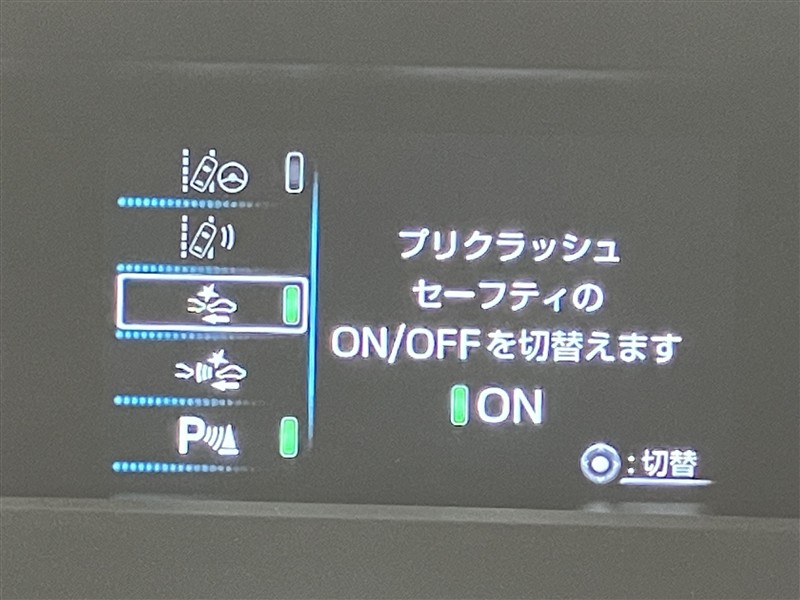 プリクラッシュ
セーフティの
ON/OFFを切替えます
ON
P
:切替